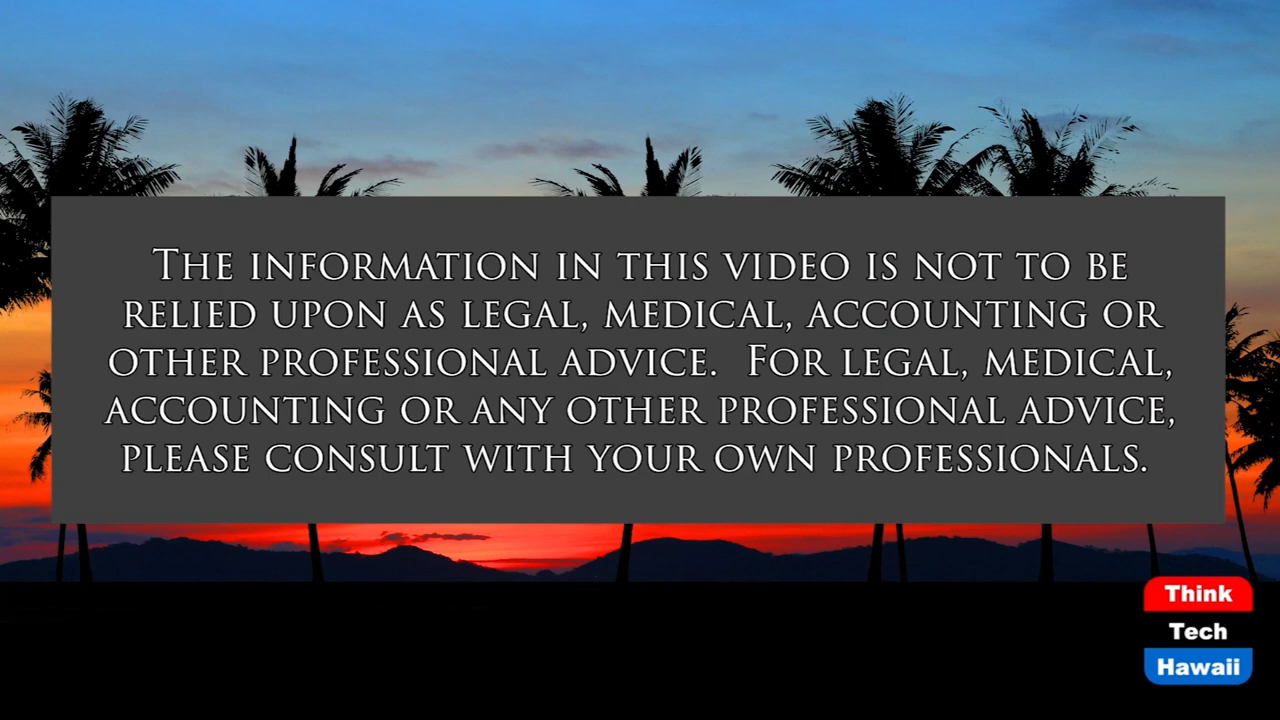 The information in this video is not to be
relied upon as legal, medical, accounting or
other professional advice.  For legal, medical,
accounting or any other professional advice,
please consult with your own professionals.
Think
Tech
Hawaii